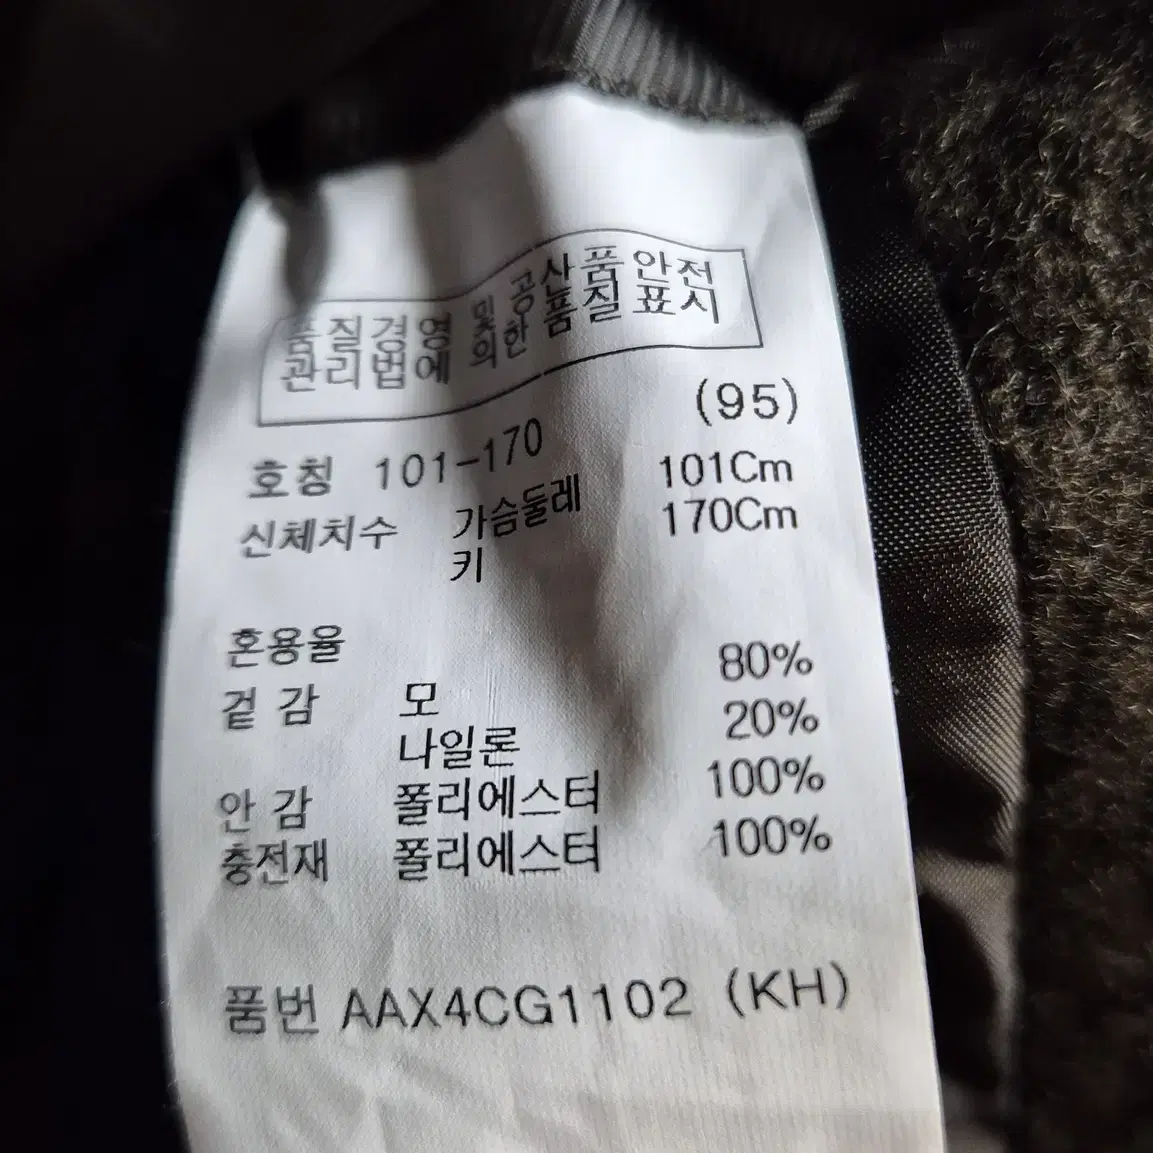 품질경영 및 공산품안전
관리법에 의한 품질표시
(95)
호칭 101-170
신체치수 가슴둘레 101Cm
키 170Cm
혼용율
겉감 모 80%
나일론 20%
안감 폴리에스터 100%
충전재 폴리에스터 100%
품번 AAX4CG1102 (KH)